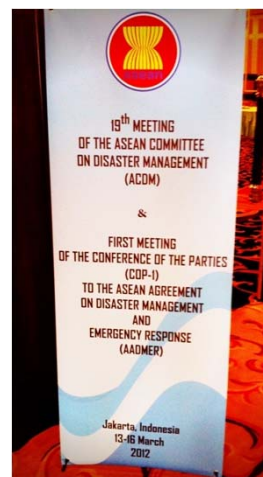 asean
19th MEETING
OF THE ASEAN COMMITTEE
ON DISASTER MANAGEMENT
(ACDM)
&
FIRST MEETING
OF THE CONFERENCE OF THE PARTIES
(COP-1)
TO THE ASEAN AGREEMENT
ON DISASTER MANAGEMENT
AND
EMERGENCY RESPONSE
(AADMER)
Jakarta, Indonesia
13-16 March
2012